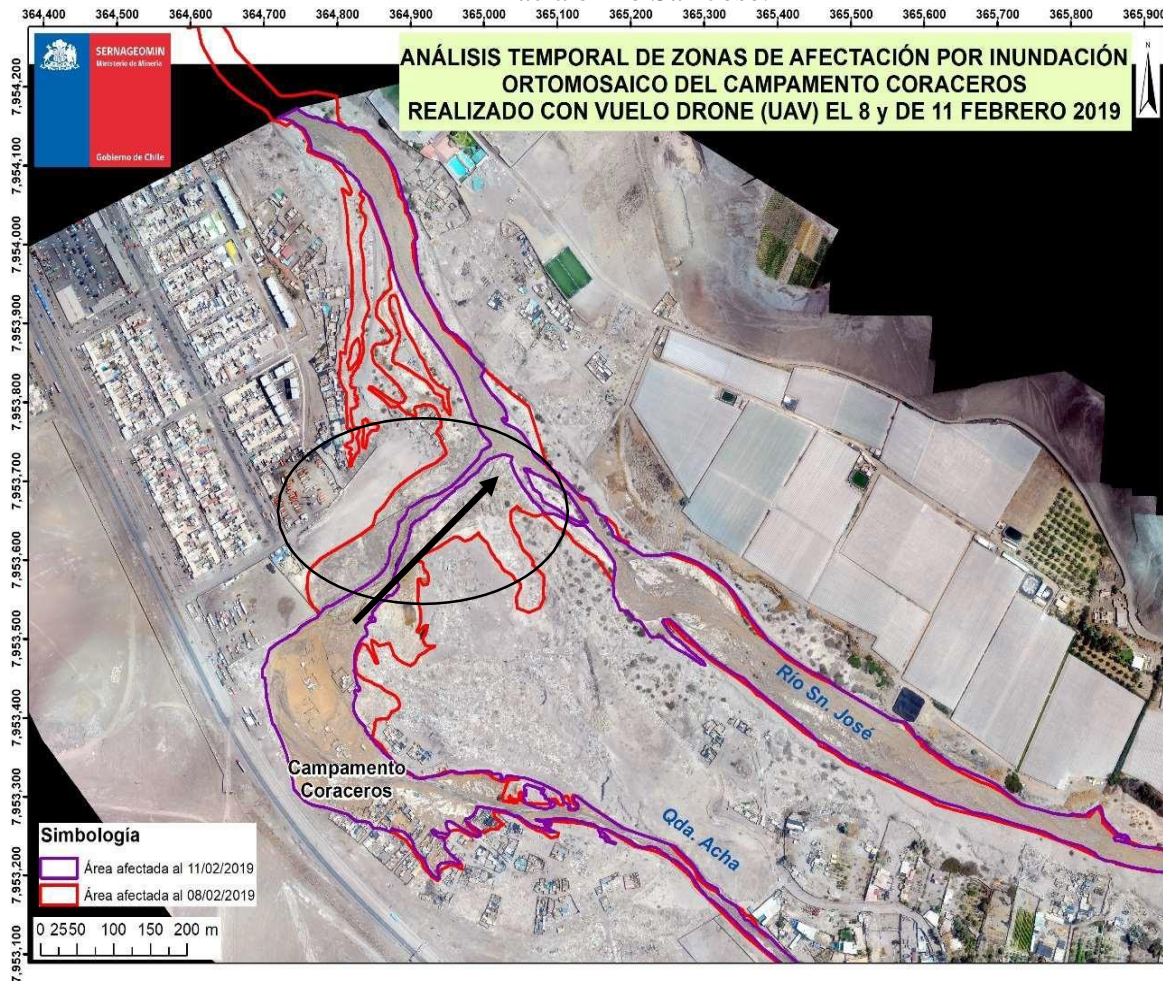 364,400 364,500 364,600 364,700 364,800 364,900 365,000 365,100 365,200 365,300 365,400 365,500 365,600 365,700 365,800 365,900
SERNAGEOMIN
Ministerio de Minería
Gobierno de Chile
ANÁLISIS TEMPORAL DE ZONAS DE AFECTACIÓN POR INUNDACIÓN
ORTOMOSAICO DEL CAMPAMENTO CORACEROS
REALIZADO CON VUELO DRONE (UAV) EL 8 y DE 11 FEBRERO 2019
N
7,954,200
7,954,100
7,954,000
7,953,900
7,953,800
7,953,700
7,953,600
7,953,500
7,953,400
7,953,300
7,953,200
7,953,100
Río Sn. José
Campamento
Coraceros
Qda. Acha
Simbología
Área afectada al 11/02/2019
Área afectada al 08/02/2019
0 25 50 100 150 200 m